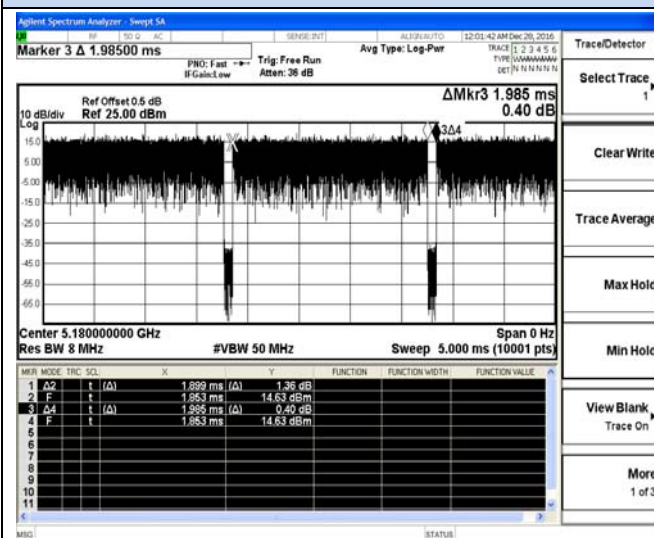 Agilent Spectrum Analyzer - Swept SA
RF 50 Ω AC SENSE:INT ALIGN AUTO 12:01:42 AM Dec 28, 2016
Marker 3 Δ 1.98500 ms
PNO: Fast Trig: Free Run Avg Type: Log-Pwr TRACE 1 2 3 4 5 6
TYPE
IFGain:Low Atten: 36 dB DET N N N N N N
Trace/Detector
Ref Offset 0.5 dB ΔMkr3 1.985 ms
10 dB/div Ref 25.00 dBm 0.40 dB
Log
15.0
5.00
-5.00
-15.0
-25.0
-35.0
-45.0
-55.0
-65.0
X
3Δ4
Center 5.180000000 GHz Span 0 Hz
Res BW 8 MHz #VBW 50 MHz Sweep 5.000 ms (10001 pts)
MKR MODE TRC SCL X Y FUNCTION FUNCTION WIDTH FUNCTION VALUE
1 Δ2 t (Δ) 1.899 ms (Δ) 1.36 dB
2 F t 1.853 ms 14.63 dBm
3 Δ4 t (Δ) 1.985 ms (Δ) 0.40 dB
4 F t 1.853 ms 14.63 dBm
5
6
7
8
9
10
11
MSG STATUS
Select Trace
1
Clear Write
Trace Average
Max Hold
Min Hold
View Blank
Trace On
More
1 of 3